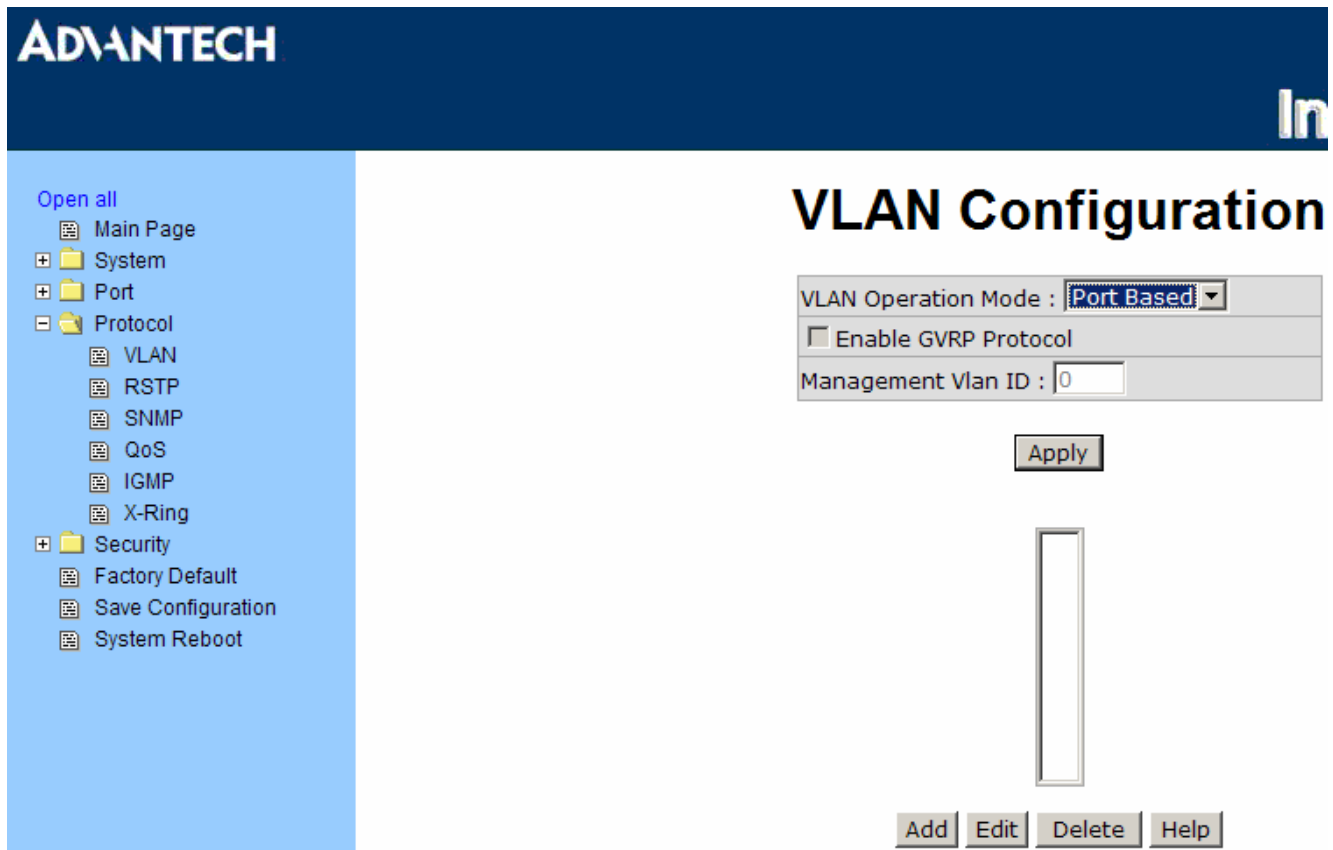 ADVANTECH
In
Open all
Main Page
System
Port
Protocol
VLAN
RSTP
SNMP
QoS
IGMP
X-Ring
Security
Factory Default
Save Configuration
System Reboot
VLAN Configuration
VLAN Operation Mode : Port Based
Enable GVRP Protocol
Management Vlan ID : 0
Apply
Add Edit Delete Help